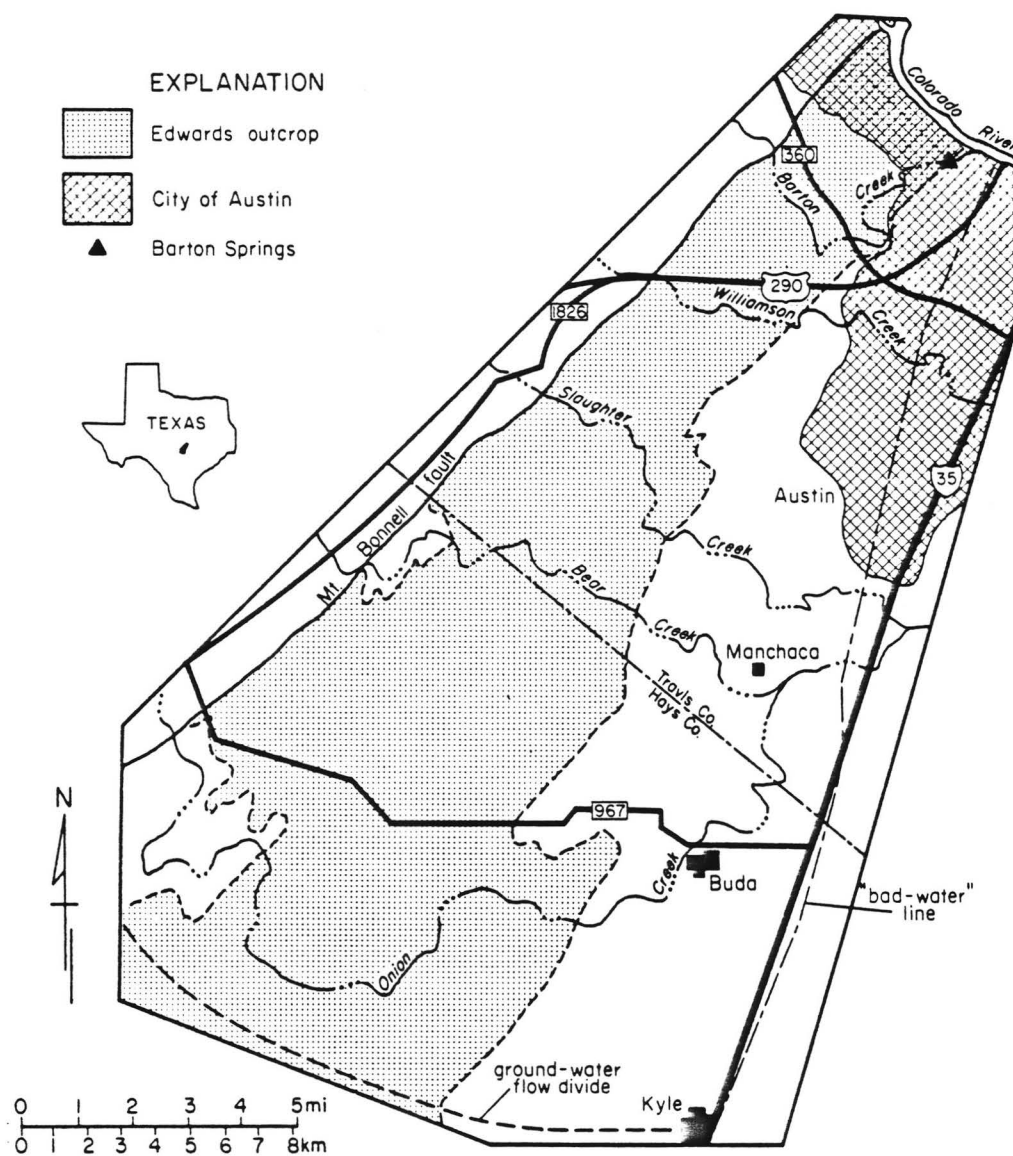 EXPLANATION
Edwards outcrop
City of Austin
Barton Springs
TEXAS
Colorado
River
360
Barton
Creek
290
Williamson
Creek
1826
Slaughter
Creek
35
Austin
Mt. Bonnell fault
Bear
Creek
Manchaca
Travis Co.
Hays Co.
N
967
Creek
Buda
"bad-water"
line
Onion
ground-water
flow divide
Kyle
0 1 2 3 4 5mi
0 1 2 3 4 5 6 7 8km